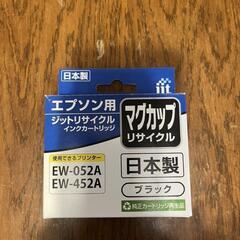 日本製
jit
エプソン用
ジットリサイクル
インクカートリッジ
マグカップ
リサイクル
使用できるプリンター
EW-052A
EW-452A
日本製
ブラック
純正カートリッジ再生品